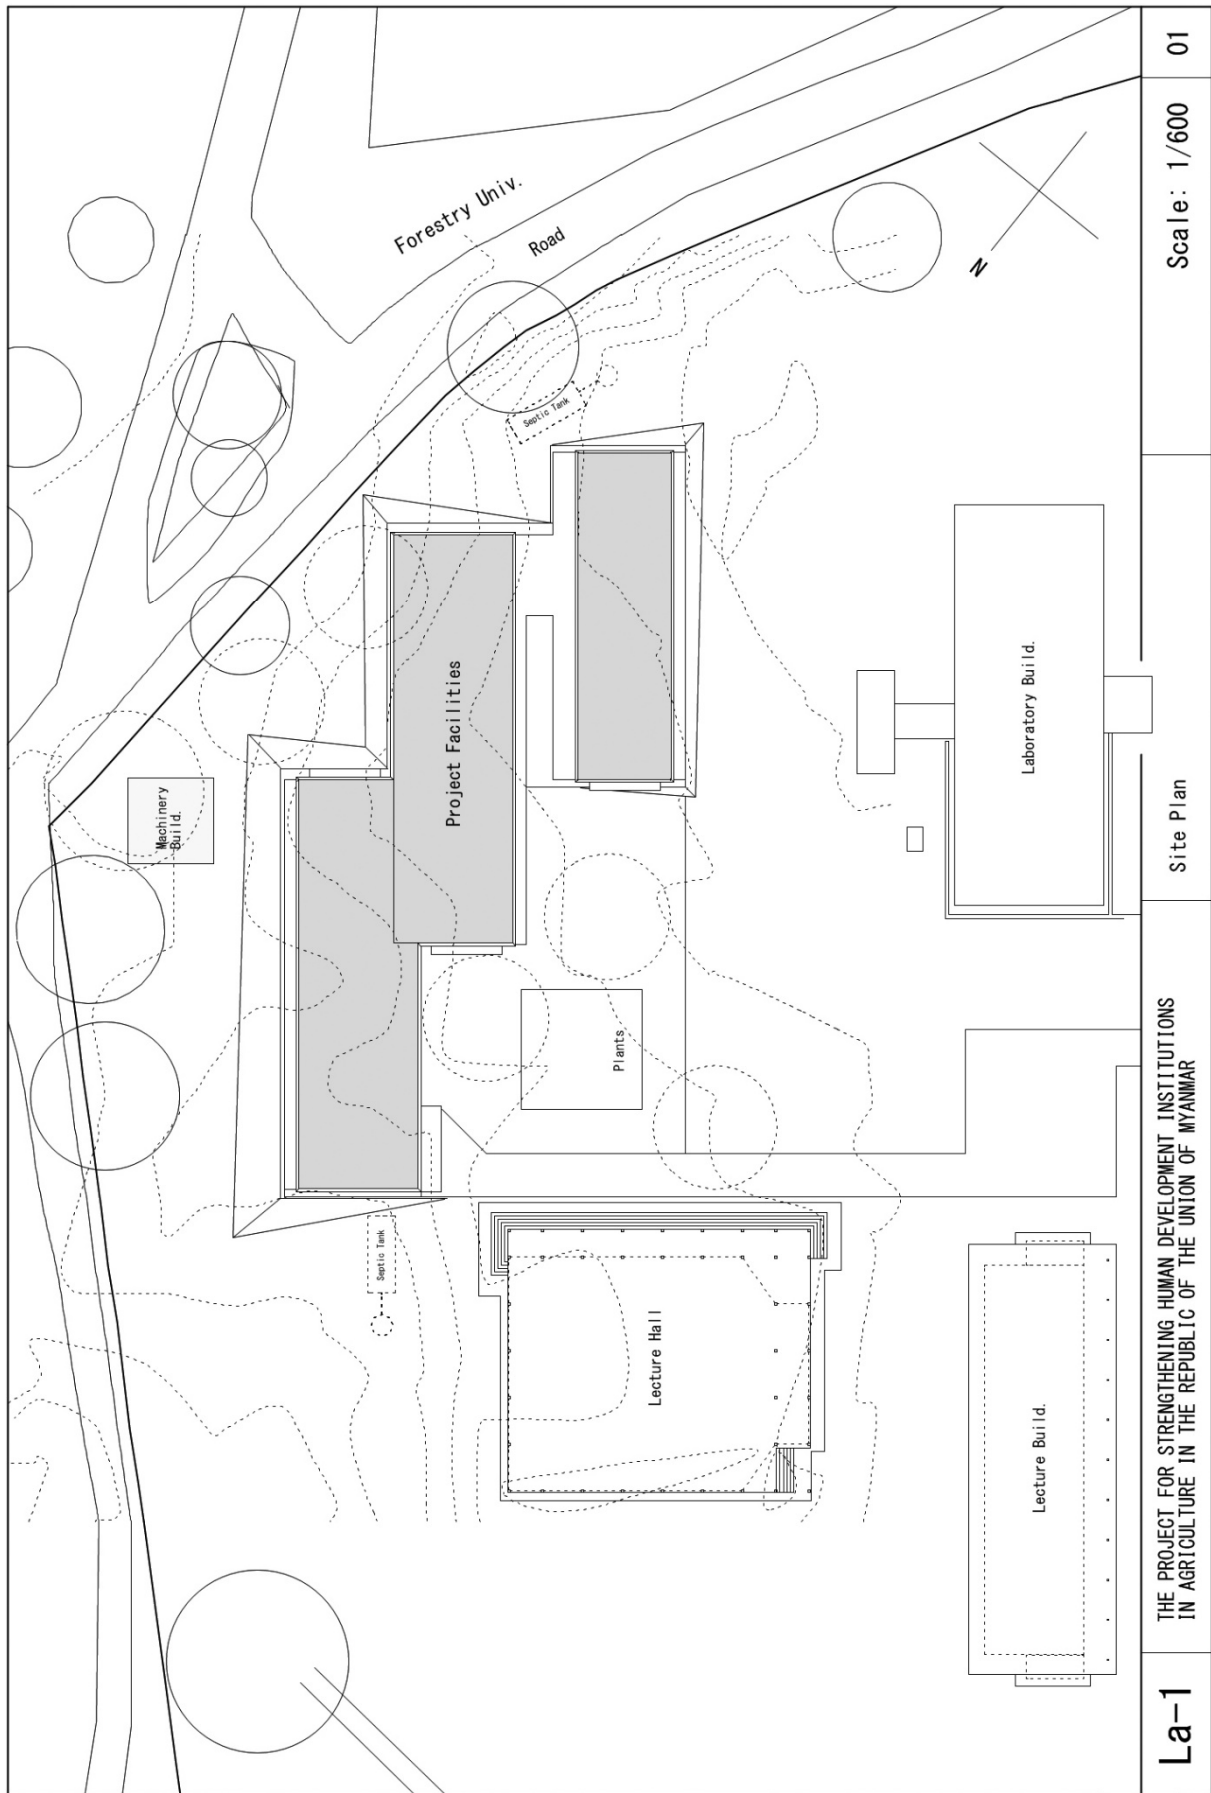 Forestry Univ.
Road
N
Septic Tank
Project Facilities
Machinery
Build.
Laboratory Build.
Plants
Septic Tank
Lecture Hall
Lecture Build.
La-1
THE PROJECT FOR STRENGTHENING HUMAN DEVELOPMENT INSTITUTIONS
IN AGRICULTURE IN THE REPUBLIC OF THE UNION OF MYANMAR
Site Plan
Scale: 1/600
01